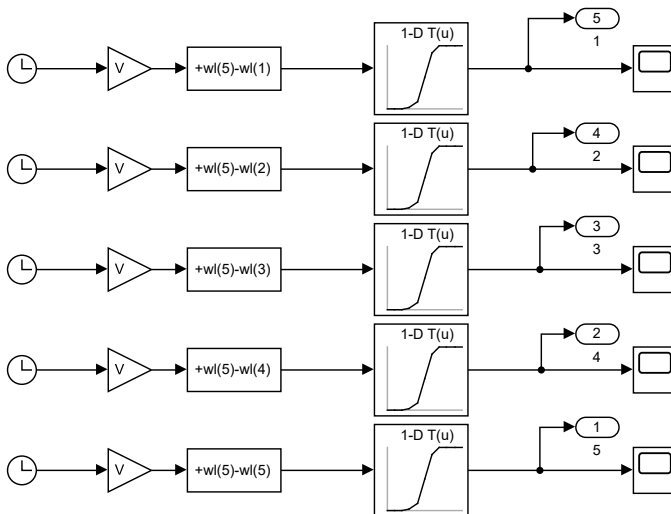 1-D T(u)
5
1
V
+wl(5)-wl(1)
1-D T(u)
4
2
V
+wl(5)-wl(2)
1-D T(u)
3
3
V
+wl(5)-wl(3)
1-D T(u)
2
4
V
+wl(5)-wl(4)
1-D T(u)
1
5
V
+wl(5)-wl(5)